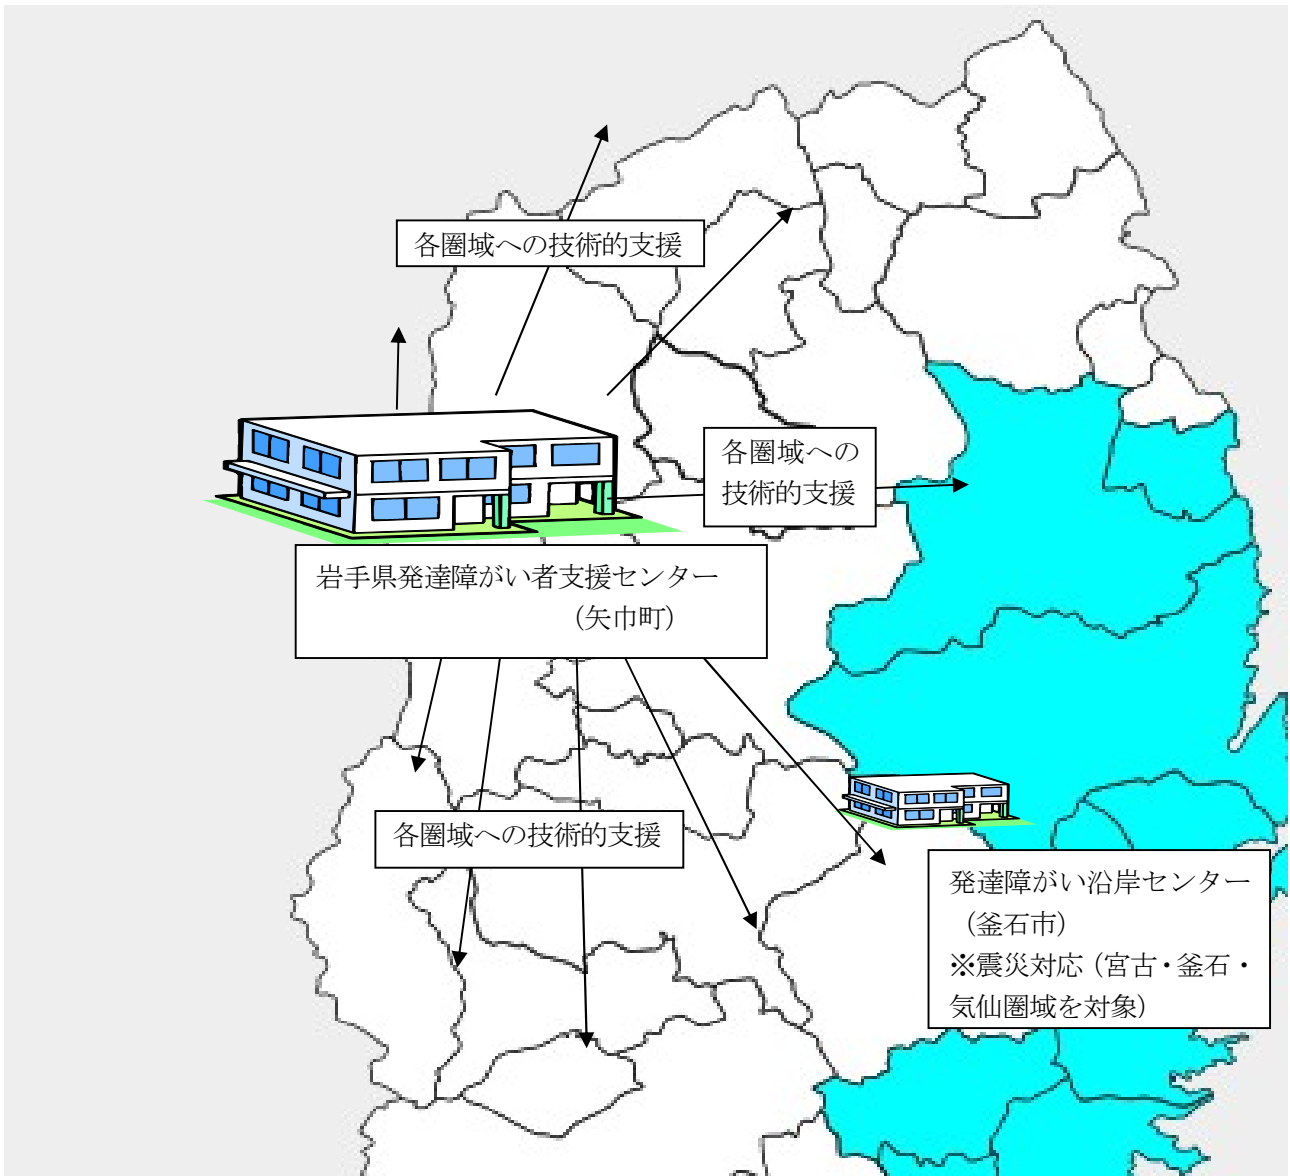 各圏域への技術的支援
各圏域への
技術的支援
岩手県発達障がい者支援センター
（矢巾町）
各圏域への技術的支援
発達障がい沿岸センター
（釜石市）
※震災対応（宮古・釜石・
気仙圏域を対象）